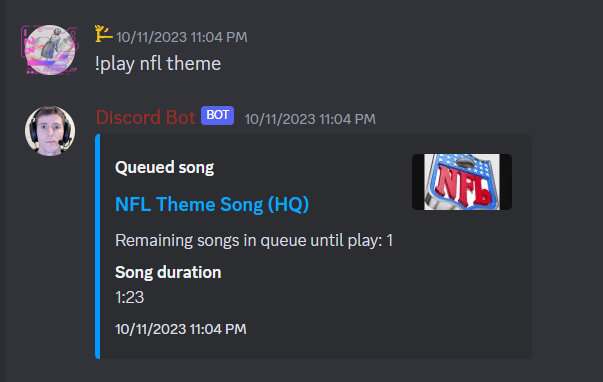 10/11/2023 11:04 PM
!play nfl theme
Discord Bot BOT 10/11/2023 11:04 PM
Queued song
NFL
NFL Theme Song (HQ)
Remaining songs in queue until play: 1
Song duration
1:23
10/11/2023 11:04 PM